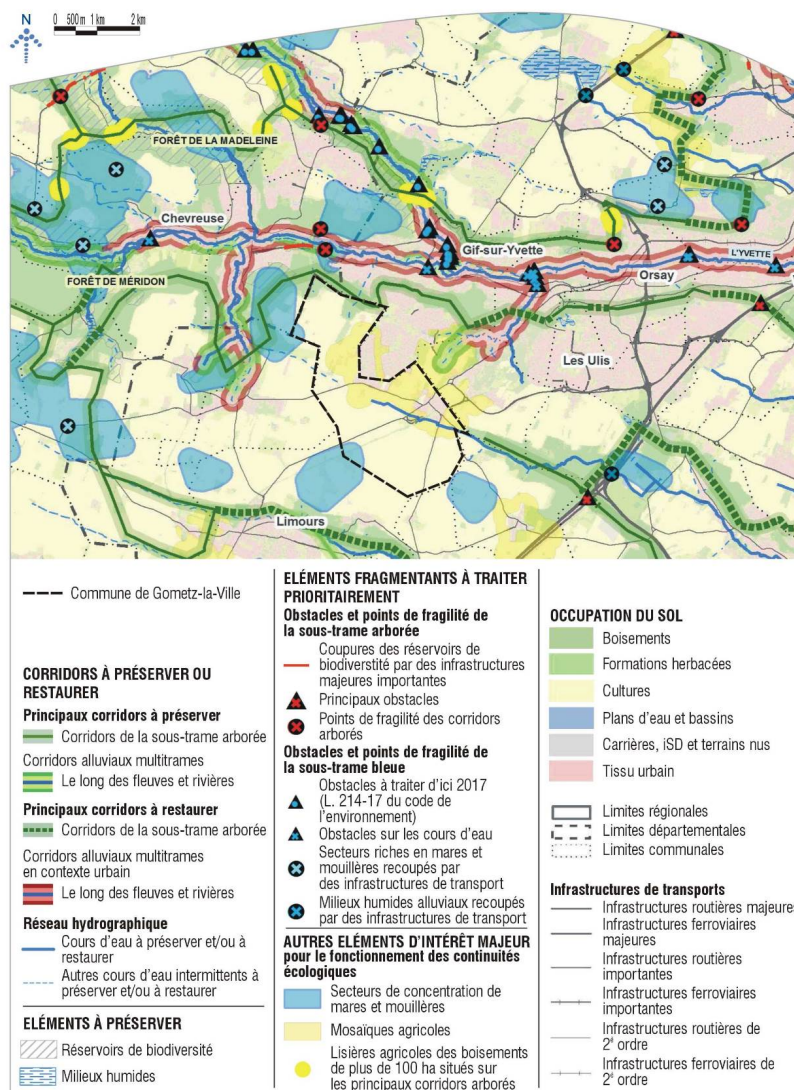 N
0 500 m 1 km 2 km
FORÊT DE LA MADELEINE
Chevreuse
Gif-sur-Yvette
L'YVETTE
Orsay
FORÊT DE MÉRIDON
Les Ulis
Limours
Commune de Gometz-la-Ville
CORRIDORS À PRÉSERVER OU
RESTAURER
Principaux corridors à préserver
Corridors de la sous-trame arborée
Corridors alluviaux multitrames
Le long des fleuves et rivières
Principaux corridors à restaurer
Corridors de la sous-trame arborée
Corridors alluviaux multitrames
en contexte urbain
Le long des fleuves et rivières
Réseau hydrographique
Cours d'eau à préserver et/ou à
restaurer
Autres cours d'eau intermittents à
préserver et/ou à restaurer
ELÉMENTS À PRÉSERVER
Réservoirs de biodiversité
Milieux humides
ELÉMENTS FRAGMENTANTS À TRAITER
PRIORITAIREMENT
Obstacles et points de fragilité de
la sous-trame arborée
Coupures des réservoirs de
biodiverstité par des infrastructures
majeures importantes
Principaux obstacles
Points de fragilité des corridors
arborés
Obstacles et points de fragilité de
la sous-trame bleue
Obstacles à traiter d'ici 2017
(L. 214-17 du code de
l'environnement)
Obstacles sur les cours d'eau
Secteurs riches en mares et
mouillères recoupés par
des infrastructures de transport
Milieux humides alluviaux recoupés
par des infrastructures de transport
AUTRES ELÉMENTS D'INTÉRÊT MAJEUR
pour le fonctionnement des continuités
écologiques
Secteurs de concentration de
mares et mouillères
Mosaïques agricoles
Lisières agricoles des boisements
de plus de 100 ha situés sur
les principaux corridors arborés
OCCUPATION DU SOL
Boisements
Formations herbacées
Cultures
Plans d'eau et bassins
Carrières, iSD et terrains nus
Tissu urbain
Limites régionales
Limites départementales
Limites communales
Infrastructures de transports
Infrastructures routières majeures
Infrastructures ferroviaires
majeures
Infrastructures routières
importantes
Infrastructures ferroviaires
importantes
Infrastructures routières de
2ᵈ ordre
Infrastructures ferroviaires de
2ᵈ ordre